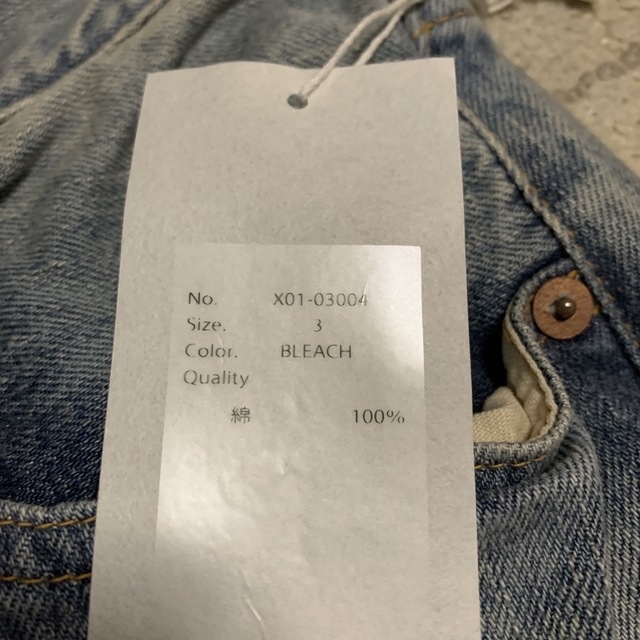 No. X01-03004
Size. 3
Color. BLEACH
Quality
綿 100%